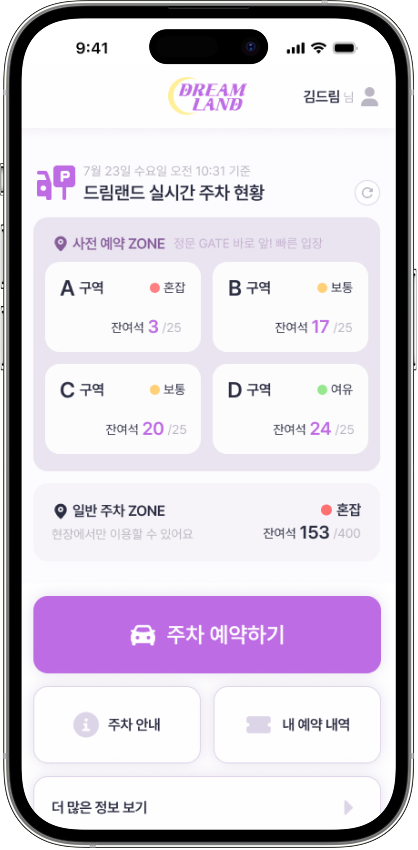 9:41
DREAM
LAND
김드림 님
P
7월 23일 수요일 오전 10:31 기준
드림랜드 실시간 주차 현황
사전 예약 ZONE 정문 GATE 바로 앞! 빠른 입장
A 구역 혼잡
잔여석 3 /25
B 구역 보통
잔여석 17 /25
C 구역 보통
잔여석 20 /25
D 구역 여유
잔여석 24 /25
일반 주차 ZONE 혼잡
현장에서만 이용할 수 있어요 잔여석 153 /400
주차 예약하기
주차 안내
내 예약 내역
더 많은 정보 보기